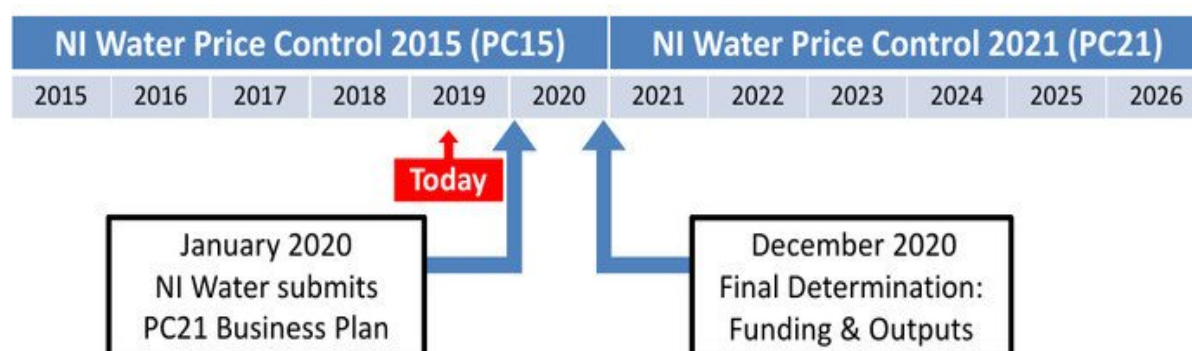 NI Water Price Control 2015 (PC15) NI Water Price Control 2021 (PC21)
2015 2016 2017 2018 2019 2020 2021 2022 2023 2024 2025 2026
Today
January 2020
NI Water submits
PC21 Business Plan
December 2020
Final Determination:
Funding & Outputs